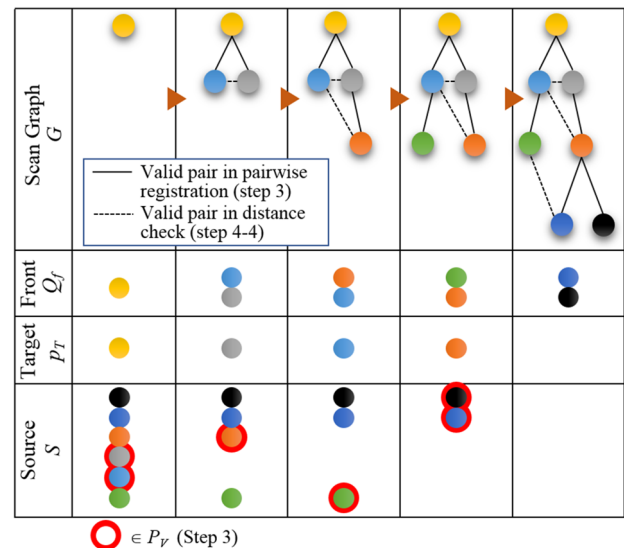 Scan Graph
G
Valid pair in pairwise
registration (step 3)
Valid pair in distance
check (step 4-4)
Front
Q_f
Target
p_T
Source
S
∈ P_V (Step 3)